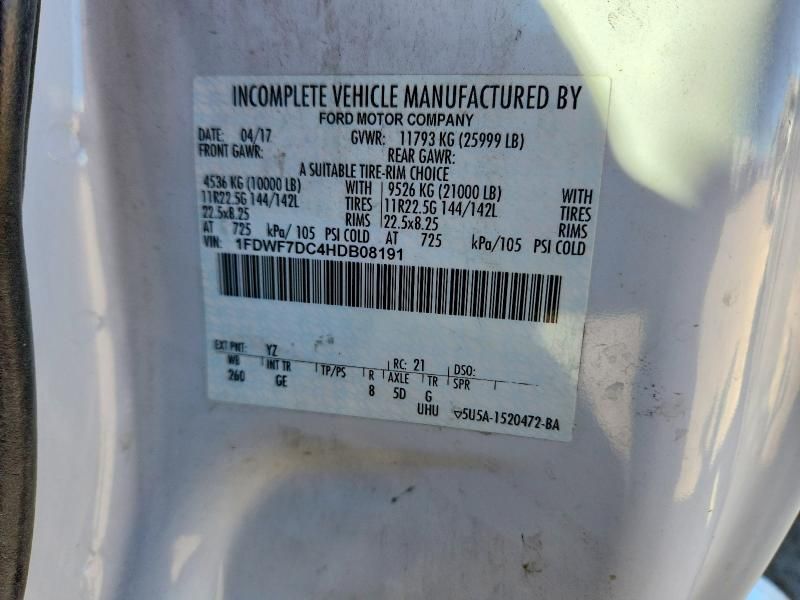 INCOMPLETE VEHICLE MANUFACTURED BY
FORD MOTOR COMPANY
DATE: 04/17 GVWR: 11793 KG (25999 LB)
FRONT GAWR: REAR GAWR:
A SUITABLE TIRE-RIM CHOICE
4536 KG (10000 LB) WITH 9526 KG (21000 LB) WITH
11R22.5G 144/142L TIRES 11R22.5G 144/142L TIRES
22.5x8.25 RIMS 22.5x8.25 RIMS
AT 725 kPa/ 105 PSI COLD AT 725 kPa/105 PSI COLD
VIN: 1FDWF7DC4HDB08191
EXT PNT: YZ RC: 21 DSO:
WB INT TR TP/PS R AXLE TR SPR
260 GE 8 5D G
UHU 5U5A-1520472-BA